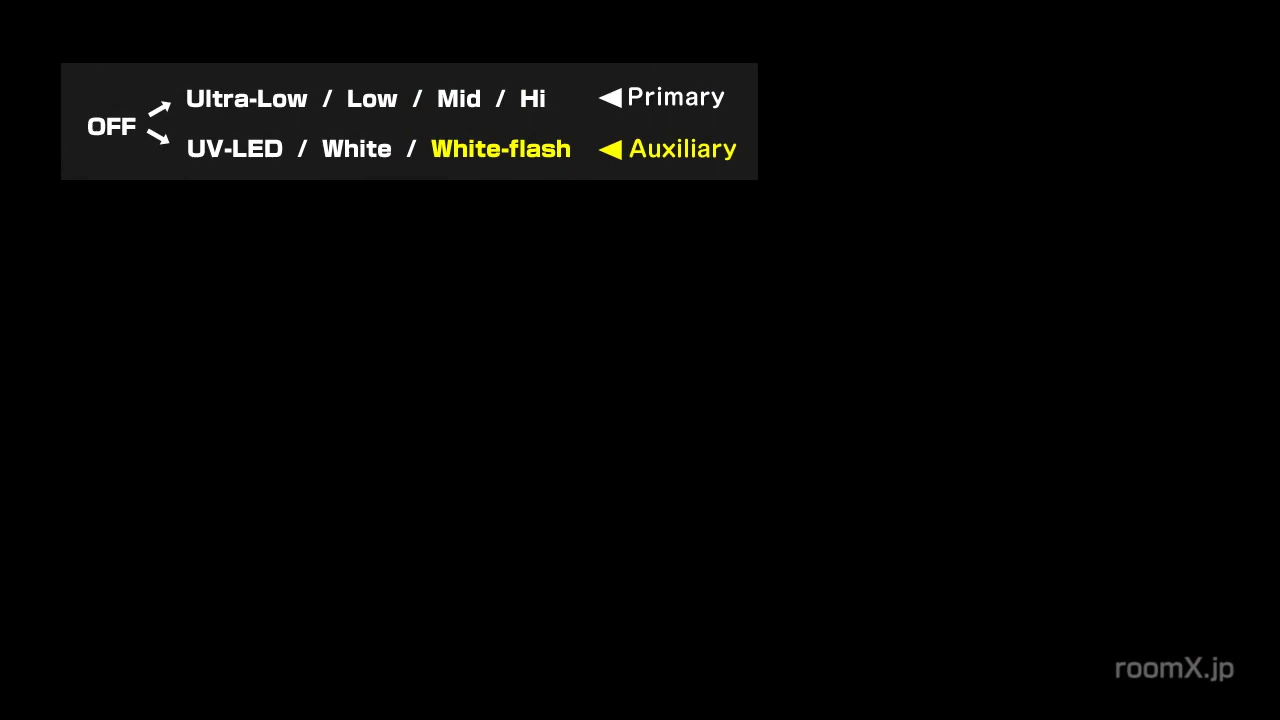 Ultra-Low / Low / Mid / Hi ◀Primary
OFF
UV-LED / White / White-flash ◀Auxiliary
roomX.jp